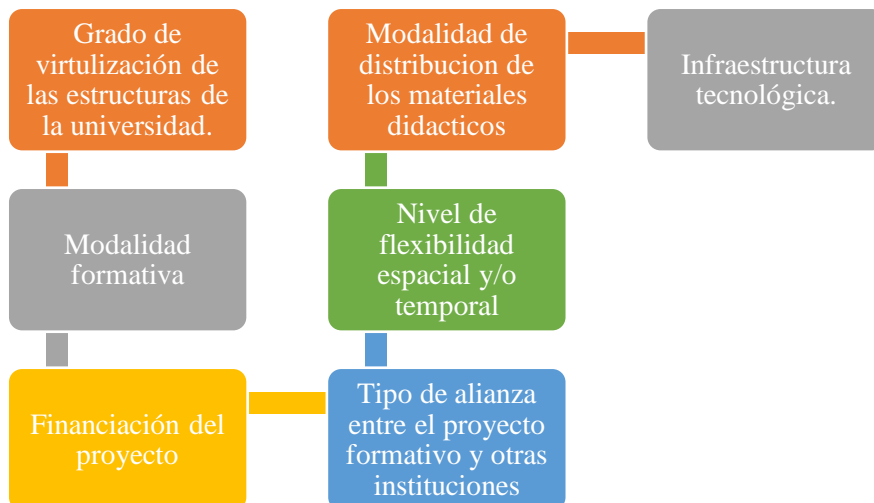 Grado de
virtulización de
las estructuras de
la universidad.
Modalidad
formativa
Financiación del
proyecto
Tipo de alianza
entre el proyecto
formativo y otras
instituciones
Nivel de
flexibilidad
espacial y/o
temporal
Modalidad de
distribucion de
los materiales
didacticos
Infraestructura
tecnológica.